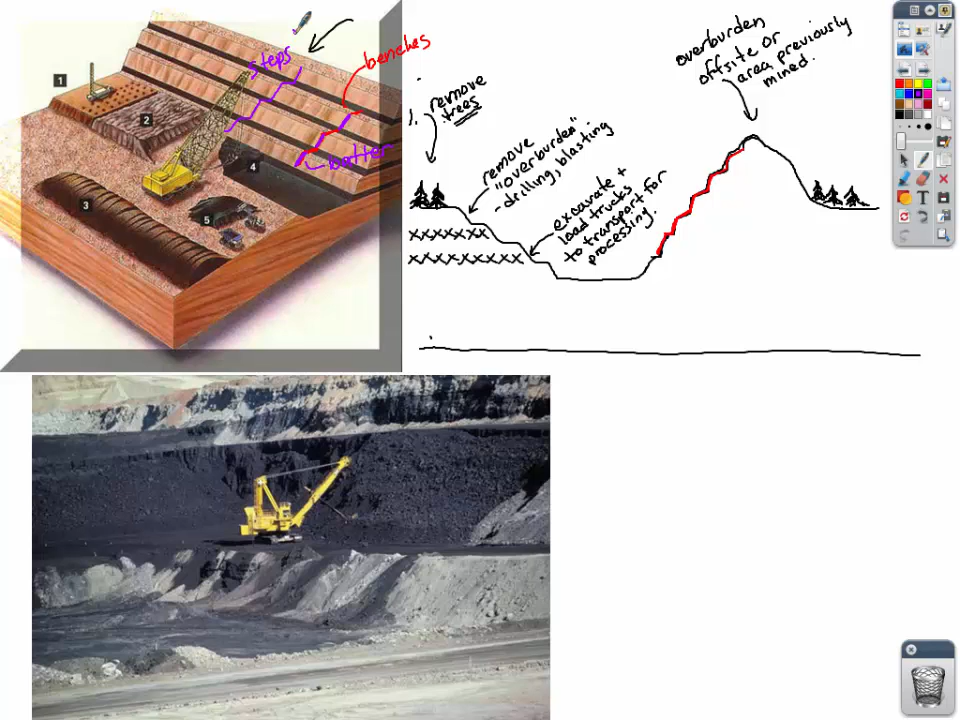 1
2
3
4
5
steps
benches
batter
1. remove
trees
remove
"overburden"
- drilling, blasting
excavate +
load trucks
to transport for
processing.
overburden
offsite or
area previously
mined.